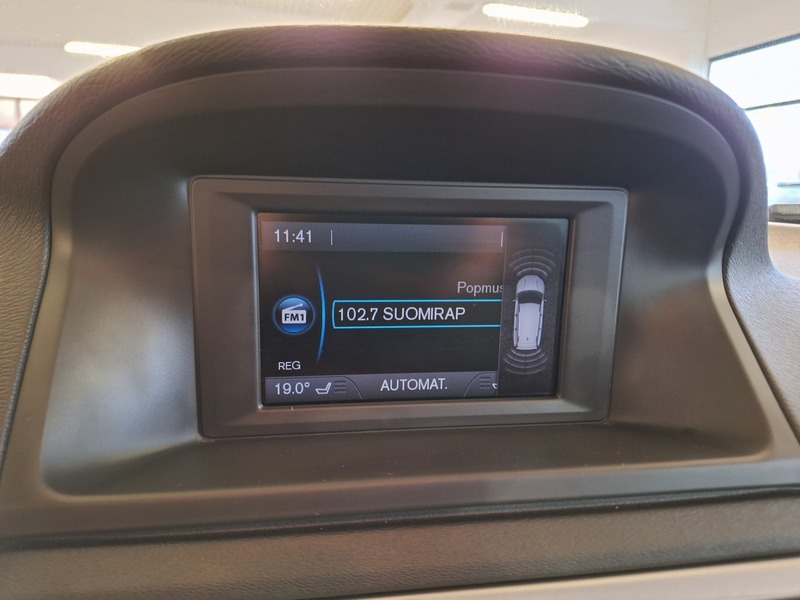 11:41
Popmus
FM1
102.7 SUOMIRAP
REG
19.0° AUTOMAT.